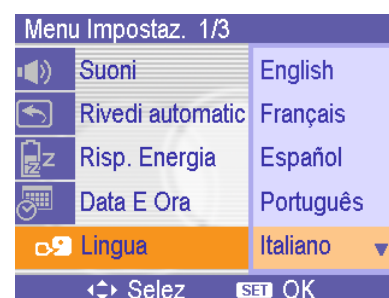 Menu Impostaz. 1/3
Suoni English
Rivedi automatic Français
z Risp. Energia Español
Data E Ora Português
Lingua Italiano
Selez SET OK